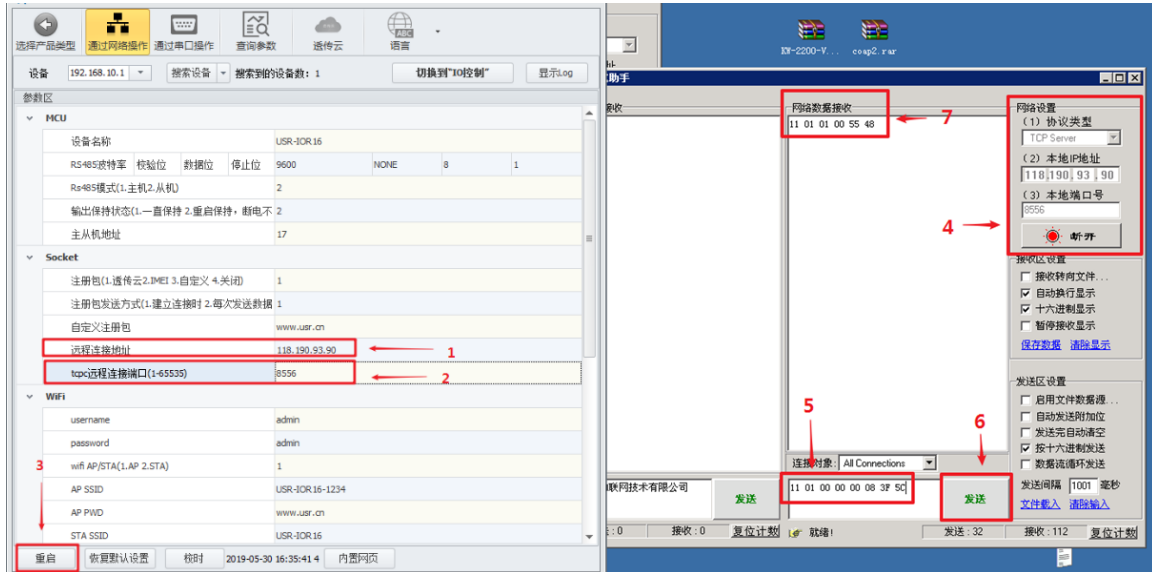 选择产品类型 通过网络操作 通过串口操作 查询参数 透传云 语言
设备 192.168.10.1 搜索设备 搜索到的设备数: 1 切换到"IO控制" 显示Log
参数区
MCU
设备名称 USR-IOR16
RS485波特率 校验位 数据位 停止位 9600 NONE 8 1
Rs485模式(1.主机2.从机) 2
输出保持状态(1.一直保持 2.重启保持，断电不 2
主从机地址 17
Socket
注册包(1.透传云2.IMEI 3.自定义 4.关闭) 1
注册包发送方式(1.建立连接时 2.每次发送数据 1
自定义注册包 www.usr.cn
远程连接地址 118.190.93.90 1
tcpc远程连接端口(1-65535) 8556 2
WiFi
username admin
password admin
3
wifi AP/STA(1.AP 2.STA) 1
AP SSID USR-IOR16-1234
AP PWD www.usr.cn
STA SSID USR-IOR16
重启 恢复默认设置 校时 2019-05-30 16:35:41 4 内置网页
KW-2200-V... coap2.rar
助手
接收
网络数据接收
11 01 01 00 55 48
7
网络设置
(1) 协议类型
TCP Server
(2) 本地IP地址
118.190.93.90
(3) 本地端口号
8556
4
断开
接收区设置
接收转向文件...
自动换行显示
十六进制显示
暂停接收显示
保存数据 清除显示
发送区设置
启用文件数据源...
自动发送附加位
发送完自动清空
按十六进制发送
数据流循环发送
发送间隔 1001 毫秒
文件载入 清除输入
5
6
连接对象: All Connections
联网技术有限公司 发送
11 01 00 00 00 08 3F 5C 发送
:0 接收:0 复位计数 就绪! 发送:32 接收:112 复位计数